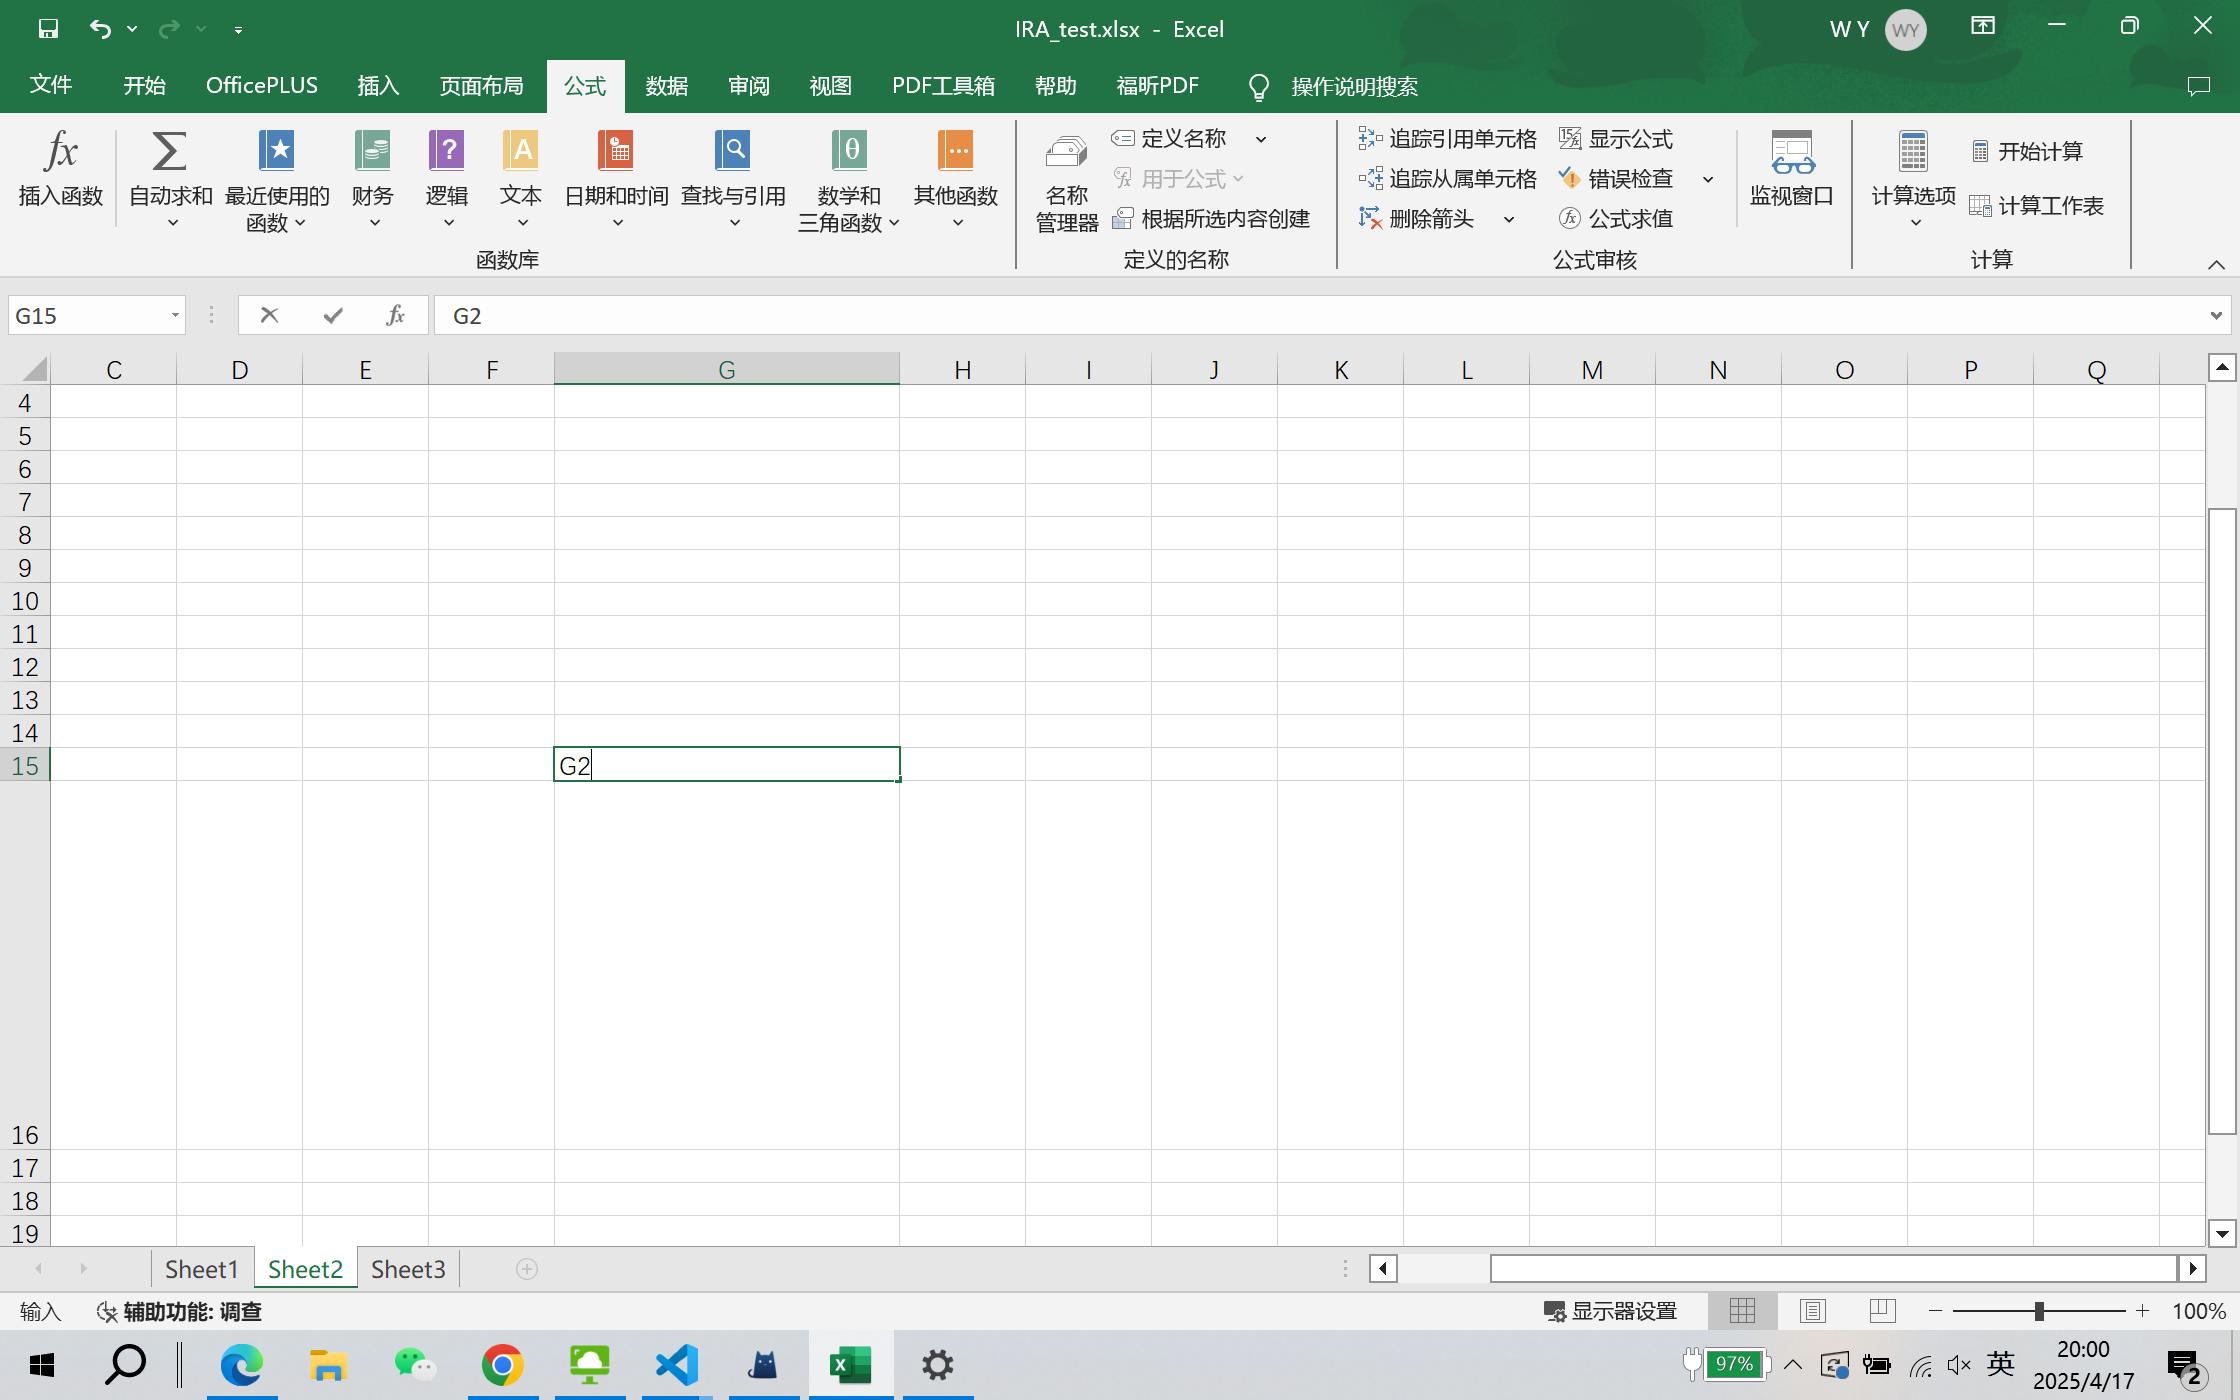 IRA_test.xlsx - Excel
W Y
WY
文件 开始 OfficePLUS 插入 页面布局 公式 数据 审阅 视图 PDF工具箱 帮助 福昕PDF 操作说明搜索
fx
插入函数
自动求和
最近使用的
函数
财务
逻辑
文本
日期和时间
查找与引用
数学和
三角函数
其他函数
函数库
名称
管理器
定义名称
用于公式
根据所选内容创建
定义的名称
追踪引用单元格
追踪从属单元格
删除箭头
显示公式
错误检查
公式求值
公式审核
监视窗口
计算选项
开始计算
计算工作表
计算
G15
fx
G2
C D E F G H I J K L M N O P Q
4
5
6
7
8
9
10
11
12
13
14
15 G2
16
17
18
19
Sheet1 Sheet2 Sheet3
输入 辅助功能: 调查 显示器设置 100%
97% 英
20:00
2025/4/17
2